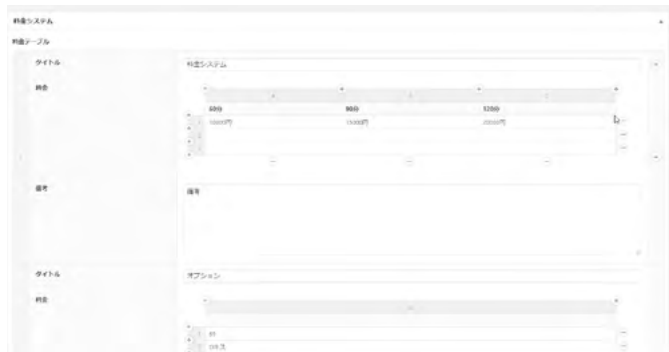 料金システム
料金テーブル
タイトル
料金システム
料金
60分 90分 120分
1 10000円 15000円 20000円
備考
備考
タイトル
オプション
料金
1
2